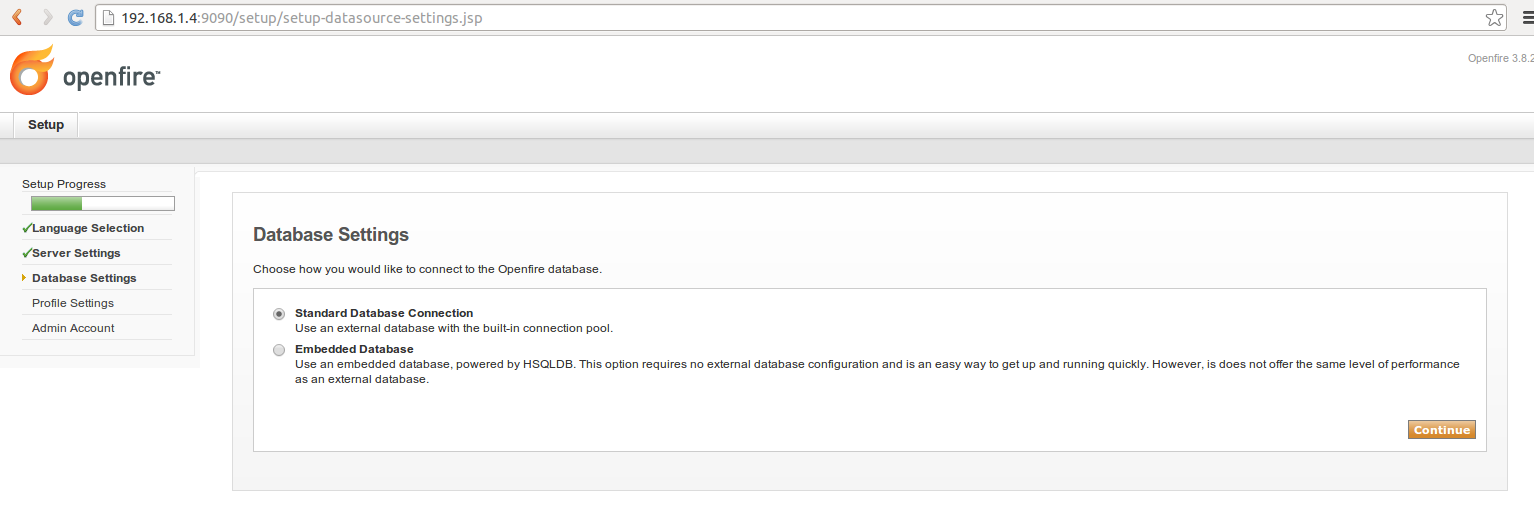 192.168.1.4:9090/setup/setup-datasource-settings.jsp
openfire™
Openfire 3.8.2
Setup
Setup Progress
Language Selection
Server Settings
Database Settings
Profile Settings
Admin Account
Database Settings
Choose how you would like to connect to the Openfire database.
Standard Database Connection
Use an external database with the built-in connection pool.
Embedded Database
Use an embedded database, powered by HSQLDB. This option requires no external database configuration and is an easy way to get up and running quickly. However, is does not offer the same level of performance
as an external database.
Continue